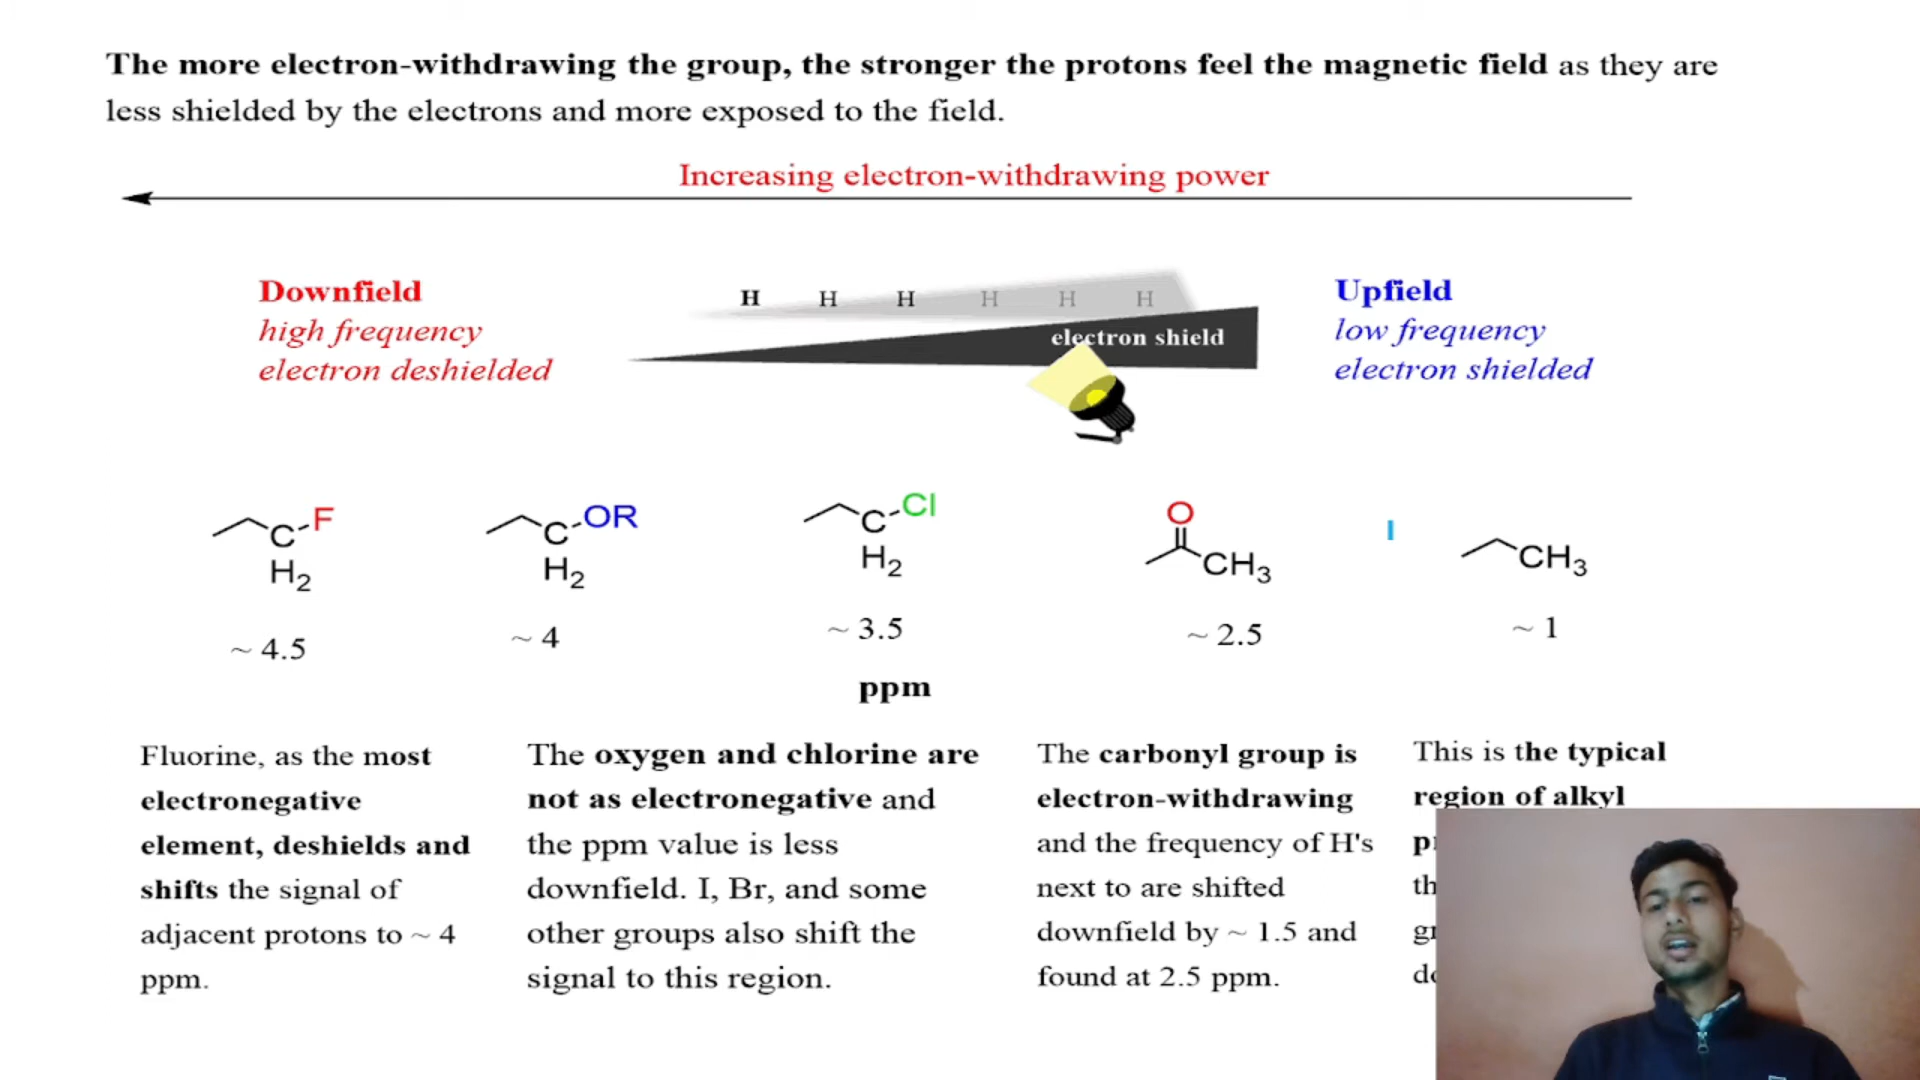 The more electron-withdrawing the group, the stronger the protons feel the magnetic field as they are
less shielded by the electrons and more exposed to the field.
Increasing electron-withdrawing power
Downfield
high frequency
electron deshielded
H H H H H H
electron shield
Upfield
low frequency
electron shielded
C-F
H2
~ 4.5
C-OR
H2
~ 4
C-Cl
H2
~ 3.5
O
CH3
~ 2.5
CH3
~ 1
ppm
Fluorine, as the most
electronegative
element, deshields and
shifts the signal of
adjacent protons to ~ 4
ppm.
The oxygen and chlorine are
not as electronegative and
the ppm value is less
downfield. I, Br, and some
other groups also shift the
signal to this region.
The carbonyl group is
electron-withdrawing
and the frequency of H's
next to are shifted
downfield by ~ 1.5 and
found at 2.5 ppm.
This is the typical
region of alkyl